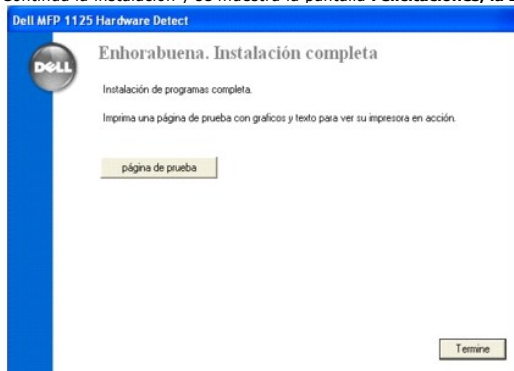 Dell MFP 1125 Hardware Detect
DELL
Enhorabuena. Instalación completa
Instalación de programas completa.
Imprima una página de prueba con graficos y texto para ver su impresora en acción.
página de prueba
Termine